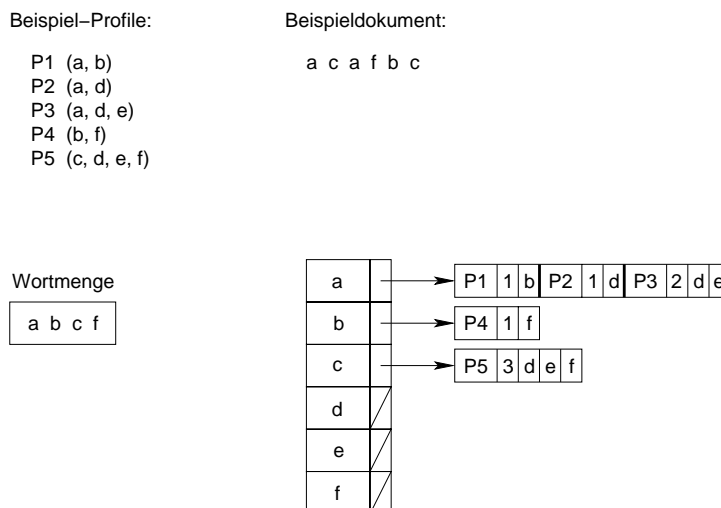 Beispiel−Profile:
Beispieldokument:
P1 (a, b)
a c a f b c
P2 (a, d)
P3 (a, d, e)
P4 (b, f)
P5 (c, d, e, f)
Wortmenge
a b c f
a P1 1 b P2 1 d P3 2 d e
b P4 1 f
c P5 3 d e f
d
e
f